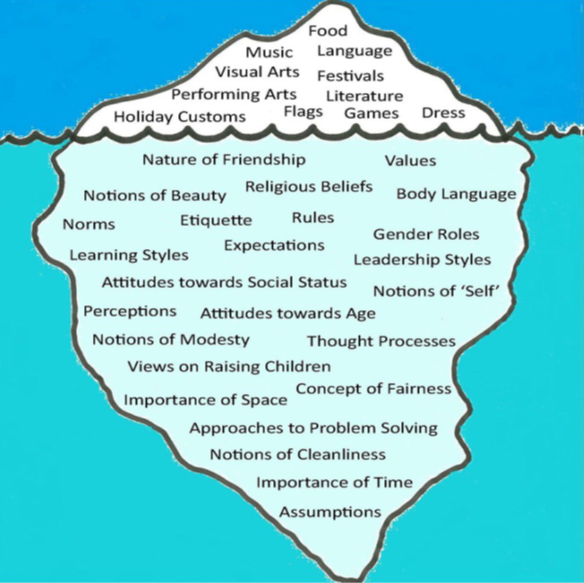 Food
Music Language
Visual Arts Festivals
Performing Arts Literature
Holiday Customs Flags Games Dress
Nature of Friendship Values
Notions of Beauty Religious Beliefs Body Language
Norms Etiquette Rules
Expectations Gender Roles
Learning Styles Leadership Styles
Attitudes towards Social Status Notions of ‘Self’
Perceptions Attitudes towards Age
Notions of Modesty Thought Processes
Views on Raising Children
Importance of Space Concept of Fairness
Approaches to Problem Solving
Notions of Cleanliness
Importance of Time
Assumptions